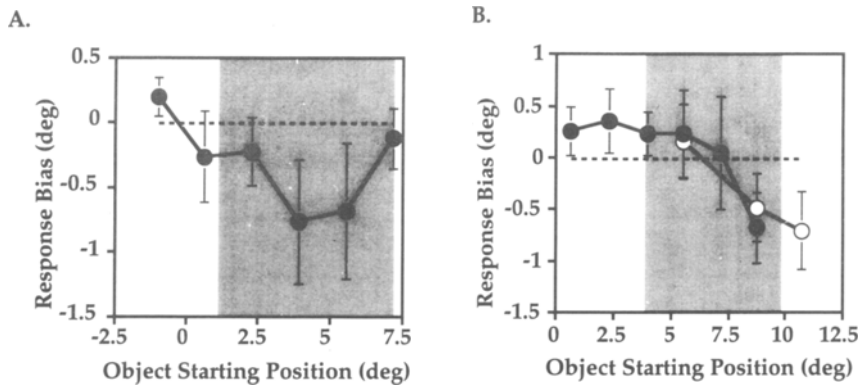 A.
0.5
0
-0.5
-1
-1.5
-2.5 0 2.5 5 7.5
Response Bias (deg)
Object Starting Position (deg)
B.
1
0.5
0
-0.5
-1
-1.5
0 2.5 5 7.5 10 12.5
Response Bias (deg)
Object Starting Position (deg)